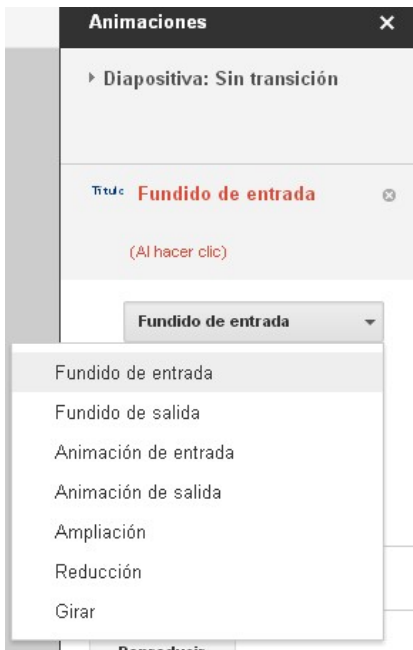 Animaciones
Diapositiva: Sin transición
Título Fundido de entrada
(Al hacer clic)
Fundido de entrada
Fundido de entrada
Fundido de salida
Animación de entrada
Animación de salida
Ampliación
Reducción
Girar